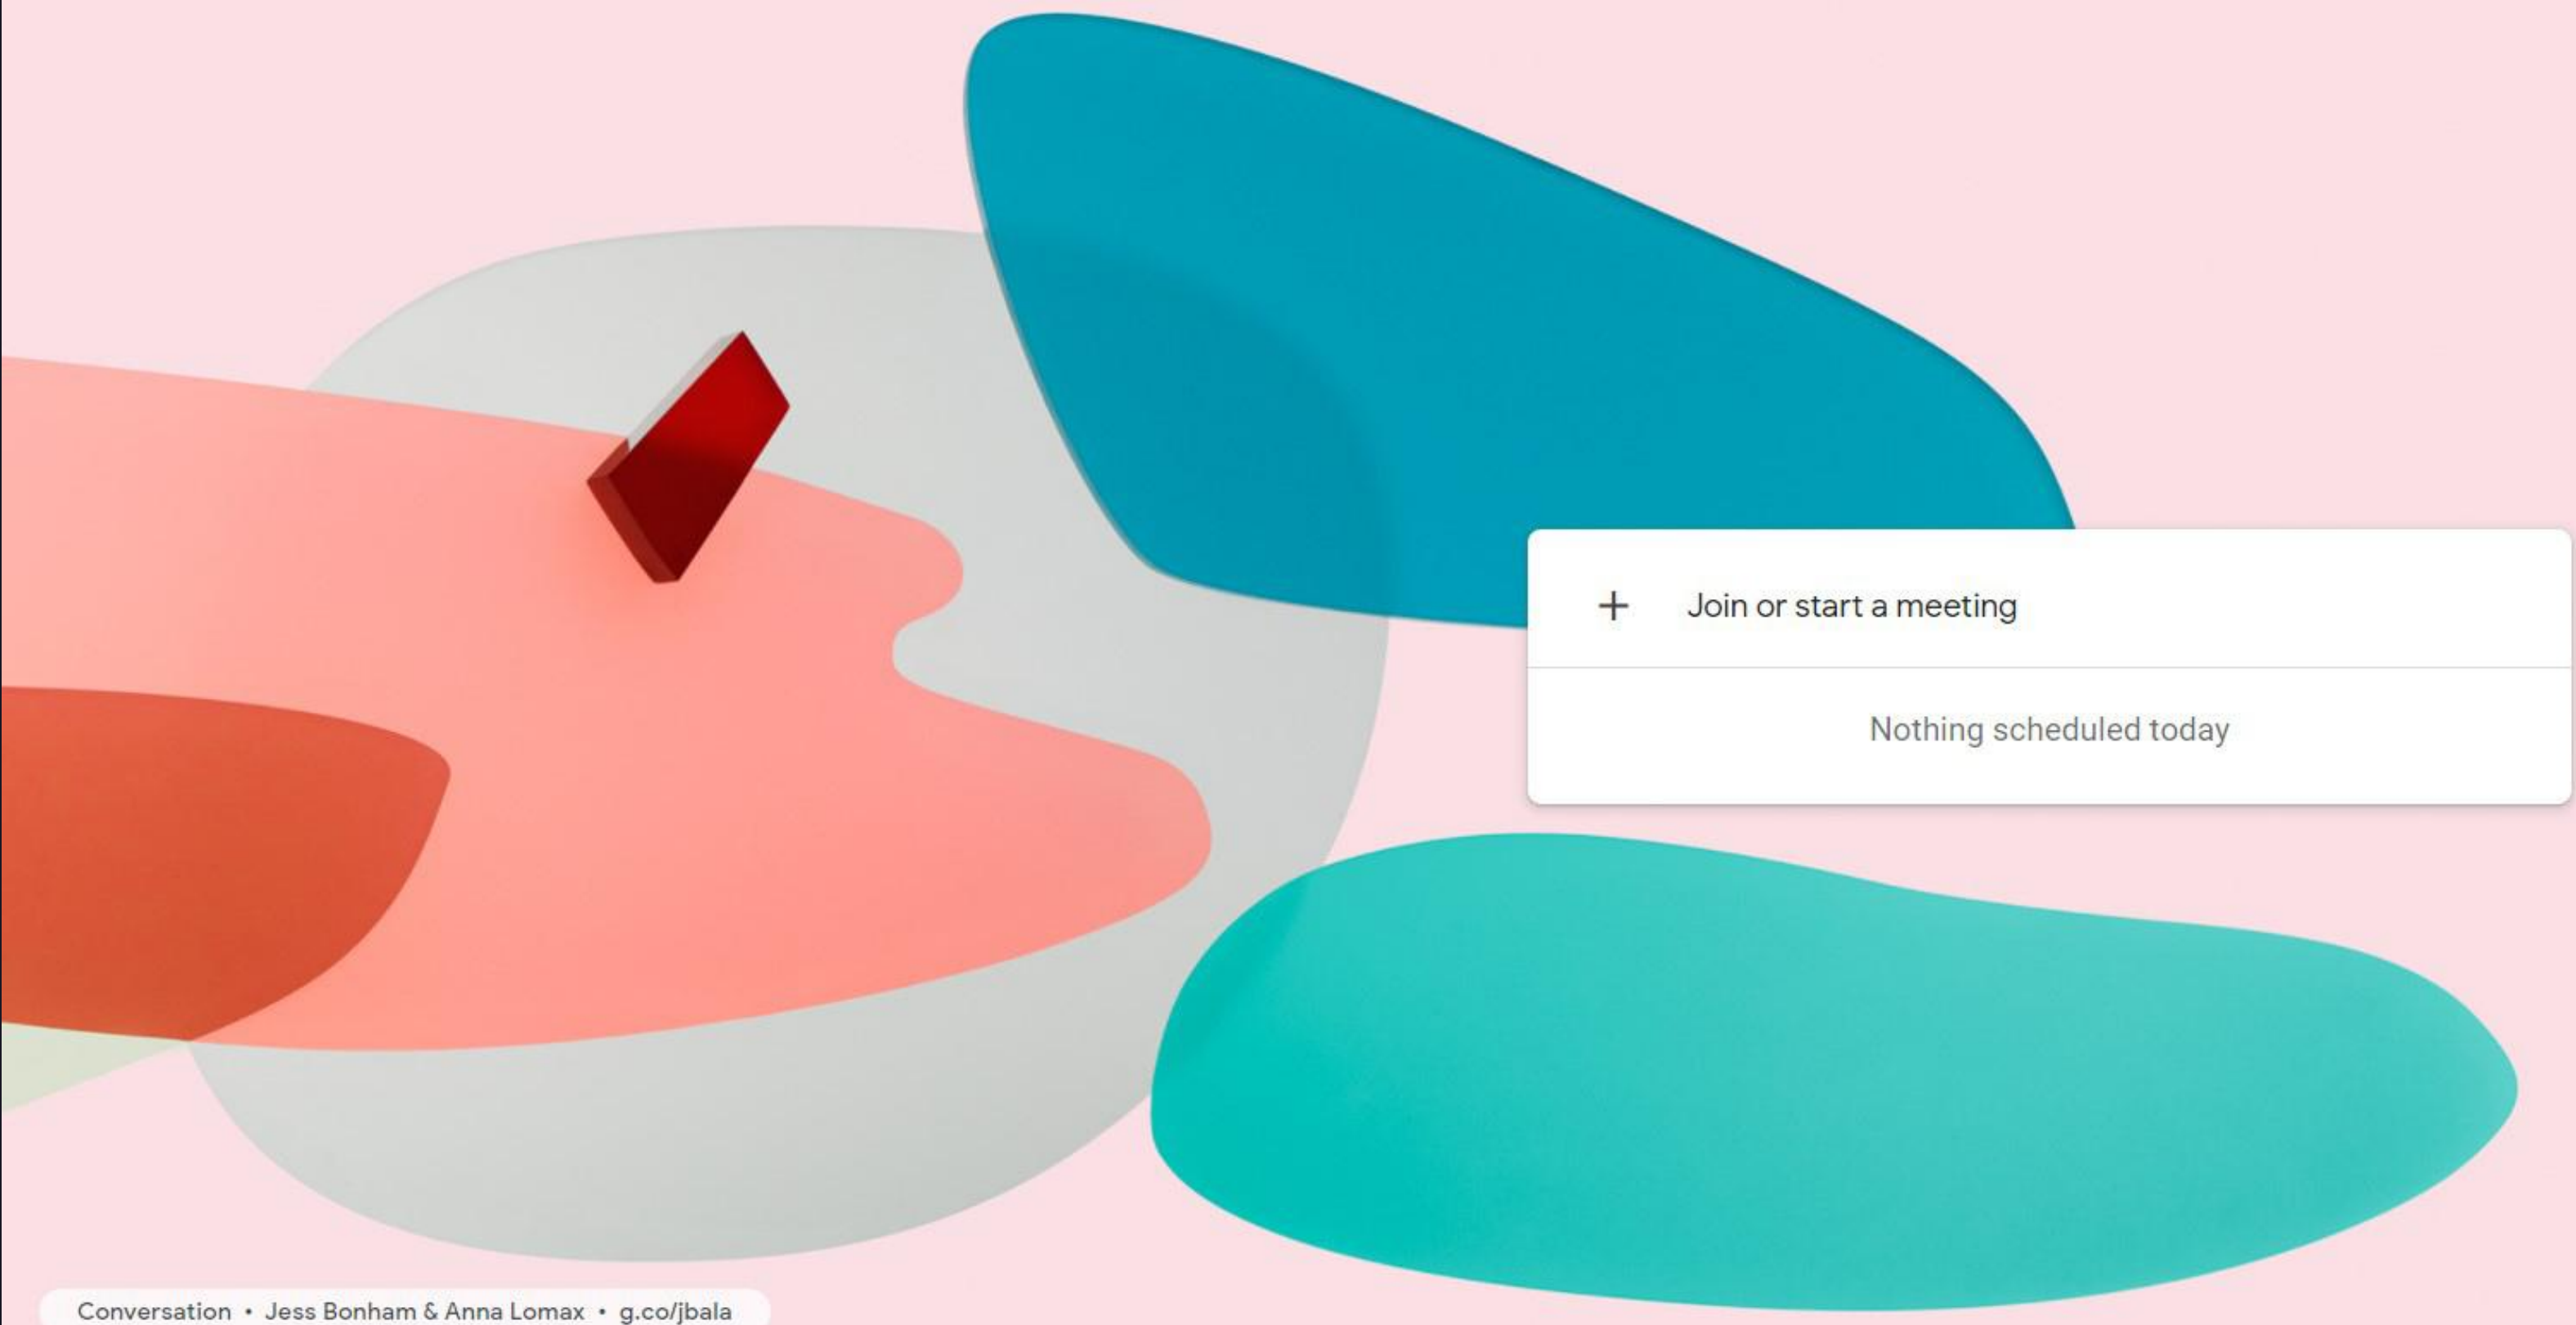 + Join or start a meeting
Nothing scheduled today
Conversation • Jess Bonham & Anna Lomax • g.co/jbala